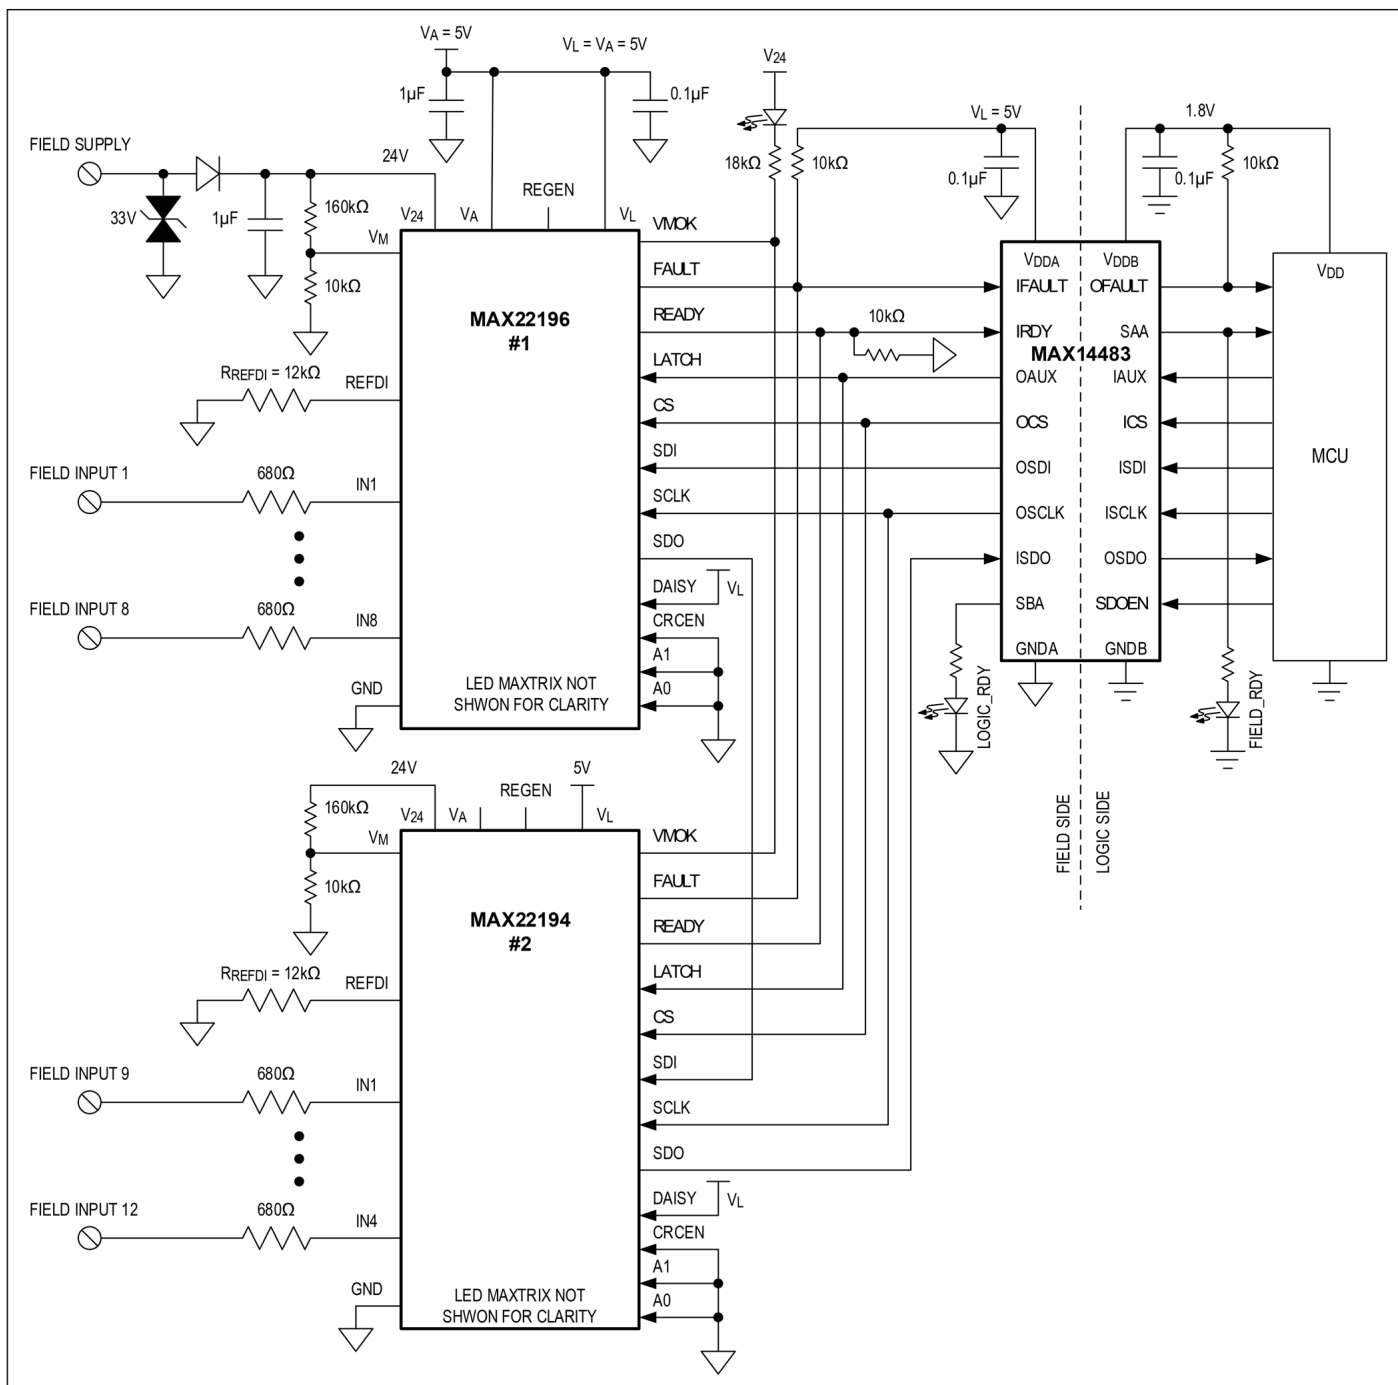 VA = 5V
VL = VA = 5V
1µF
0.1µF
V24
FIELD SUPPLY
24V
33V
1µF
160kΩ
10kΩ
VM
V24
VA
REGEN
VL
MAX22196
#1
RREFDI = 12kΩ
REFDI
FIELD INPUT 1
680Ω
IN1
FIELD INPUT 8
680Ω
IN8
GND
LED MAXTRIX NOT
SHWON FOR CLARITY
VMOK
FAULT
READY
LATCH
CS
SDI
SCLK
SDO
DAISY
VL
CRCEN
A1
A0
18kΩ
10kΩ
10kΩ
VL = 5V
0.1µF
1.8V
0.1µF
10kΩ
VDDA
VDDB
IFAULT
OFAULT
IRDY
SAA
MAX14483
OAUX
IAUX
OCS
ICS
OSDI
ISDI
OSCLK
ISCLK
ISDO
OSDO
SBA
SDOEN
GNDA
GNDB
VDD
MCU
LOGIC_RDY
FIELD_RDY
FIELD SIDE
LOGIC SIDE
24V
160kΩ
10kΩ
VM
V24
VA
REGEN
5V
VL
MAX22194
#2
RREFDI = 12kΩ
REFDI
FIELD INPUT 9
680Ω
IN1
FIELD INPUT 12
680Ω
IN4
GND
LED MAXTRIX NOT
SHWON FOR CLARITY
VMOK
FAULT
READY
LATCH
CS
SDI
SCLK
SDO
DAISY
VL
CRCEN
A1
A0